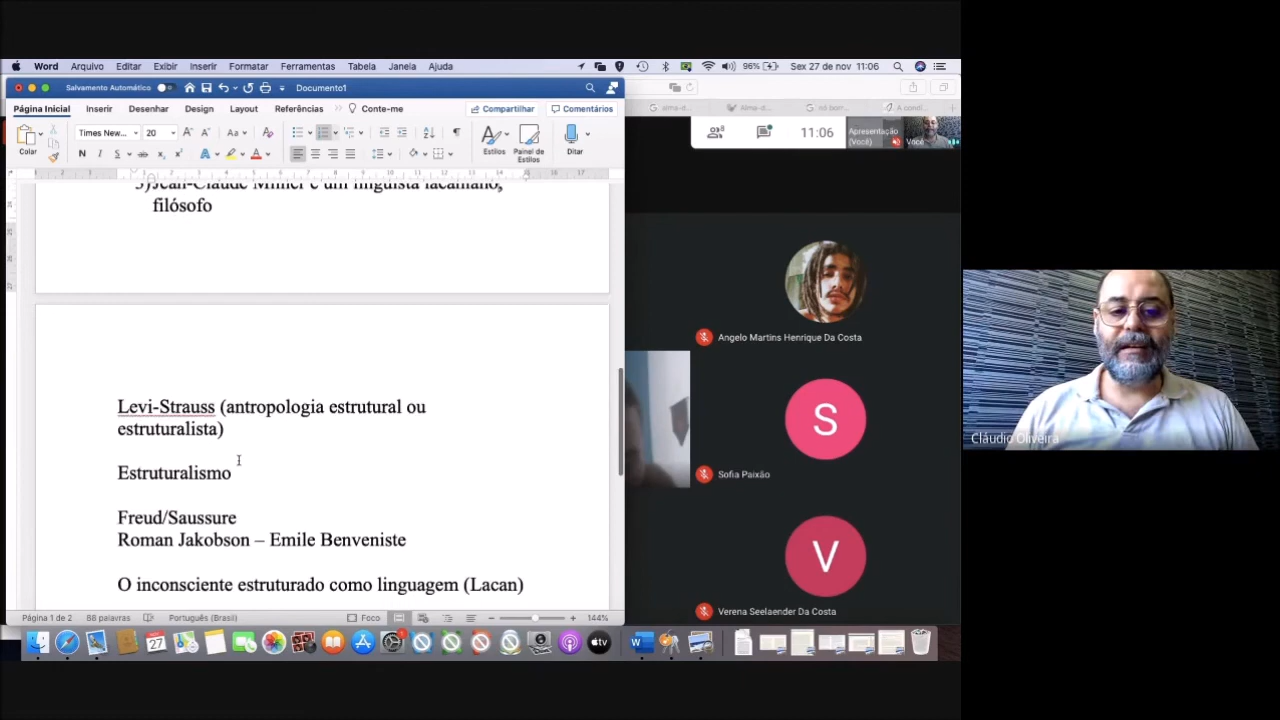 Word Arquivo Editar Exibir Inserir Formatar Ferramentas Tabela Janela Ajuda 96% Sex 27 de nov 11:06
Salvamento Automático Documento1
Página Inicial Inserir Desenhar Design Layout Referências Conte-me Compartilhar Comentários
Times New... 20
Colar Estilos Painel de Estilos Ditar
filósofo
Levi-Strauss (antropologia estrutural ou
estruturalista)
Estruturalismo
Freud/Saussure
Roman Jakobson – Emile Benveniste
O inconsciente estruturado como linguagem (Lacan)
Página 1 de 2 88 palavras Português (Brasil) Foco 144%
11:06
Apresentação
(Você) Você
Angelo Martins Henrique Da Costa
S
Sofia Paixão
V
Verena Seelaender Da Costa
Cláudio Oliveira
tv